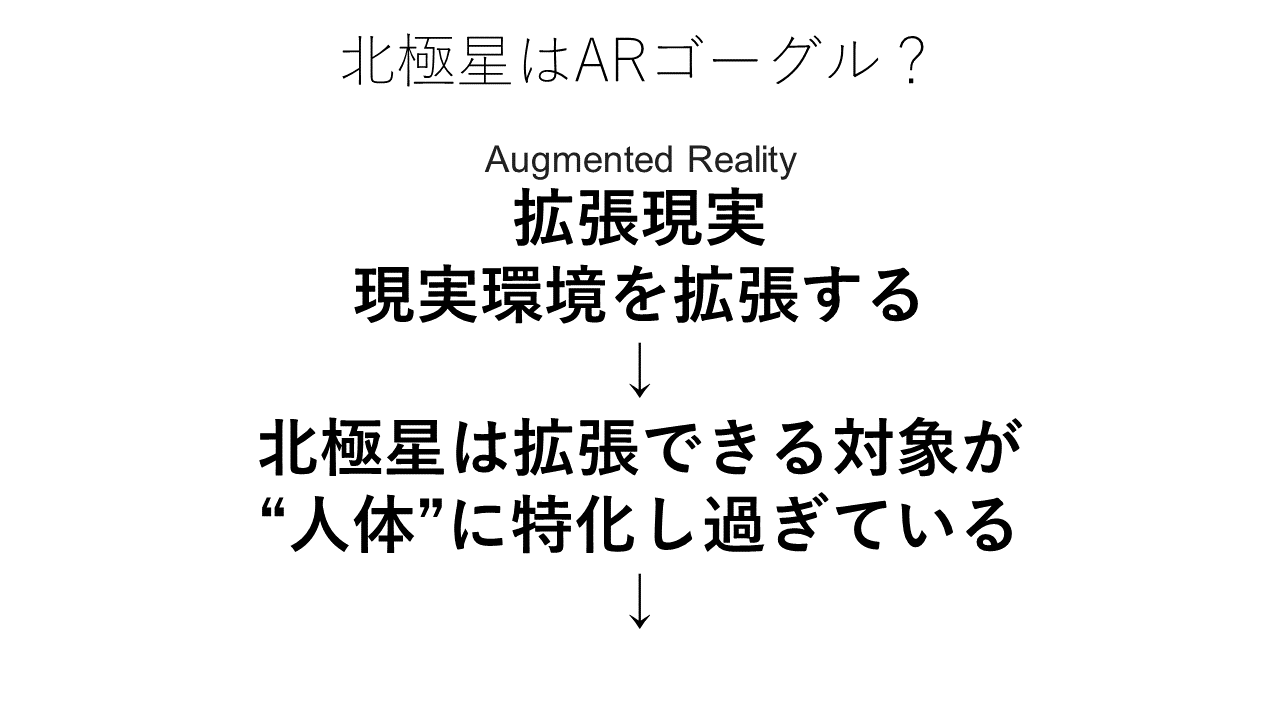 北極星はARゴーグル？
Augmented Reality
拡張現実
現実環境を拡張する
↓
北極星は拡張できる対象が
“人体”に特化し過ぎている
↓